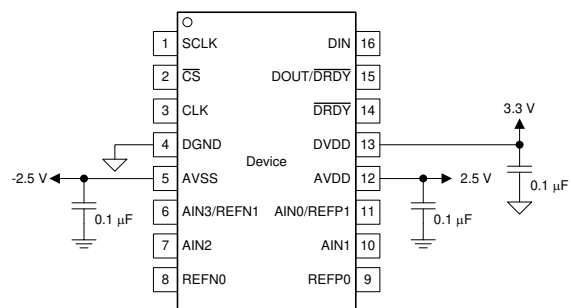 1 SCLK DIN 16
2 CS DOUT/DRDY 15
3 CLK DRDY 14
3.3 V
4 DGND DVDD 13
Device
-2.5 V 5 AVSS AVDD 12 2.5 V
0.1 μF
0.1 μF 6 AIN3/REFN1 AIN0/REFP1 11 0.1 μF
7 AIN2 AIN1 10
8 REFN0 REFP0 9